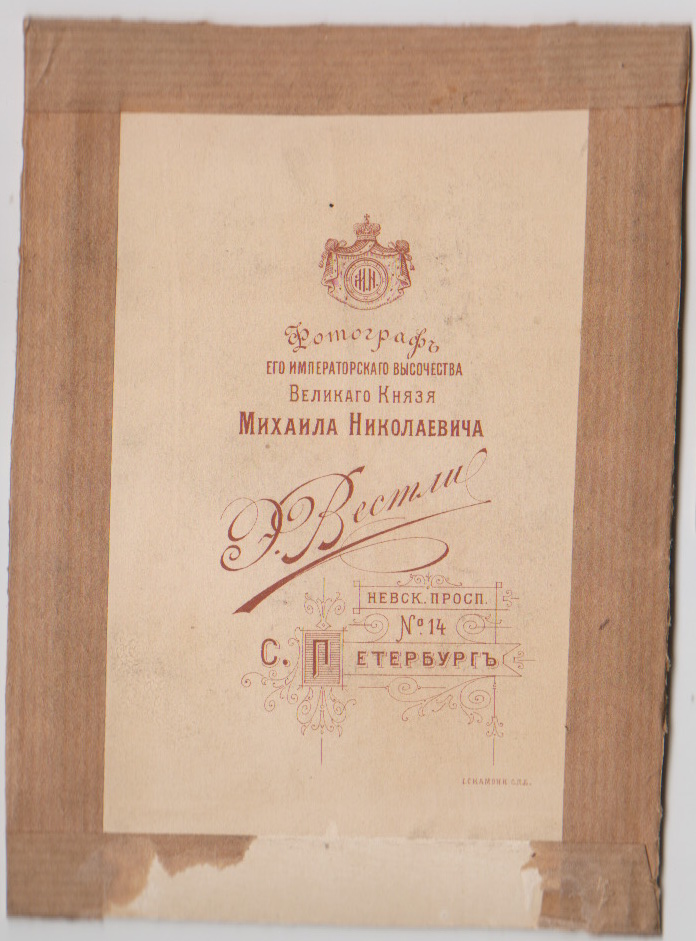 М.Н.
Фотографъ
ЕГО ИМПЕРАТОРСКАГО ВЫСОЧЕСТВА
ВЕЛИКАГО КНЯЗЯ
МИХАИЛА НИКОЛАЕВИЧА
Э. Вестли
НЕВСК. ПРОСП.
№ 14
С. ПЕТЕРБУРГЪ